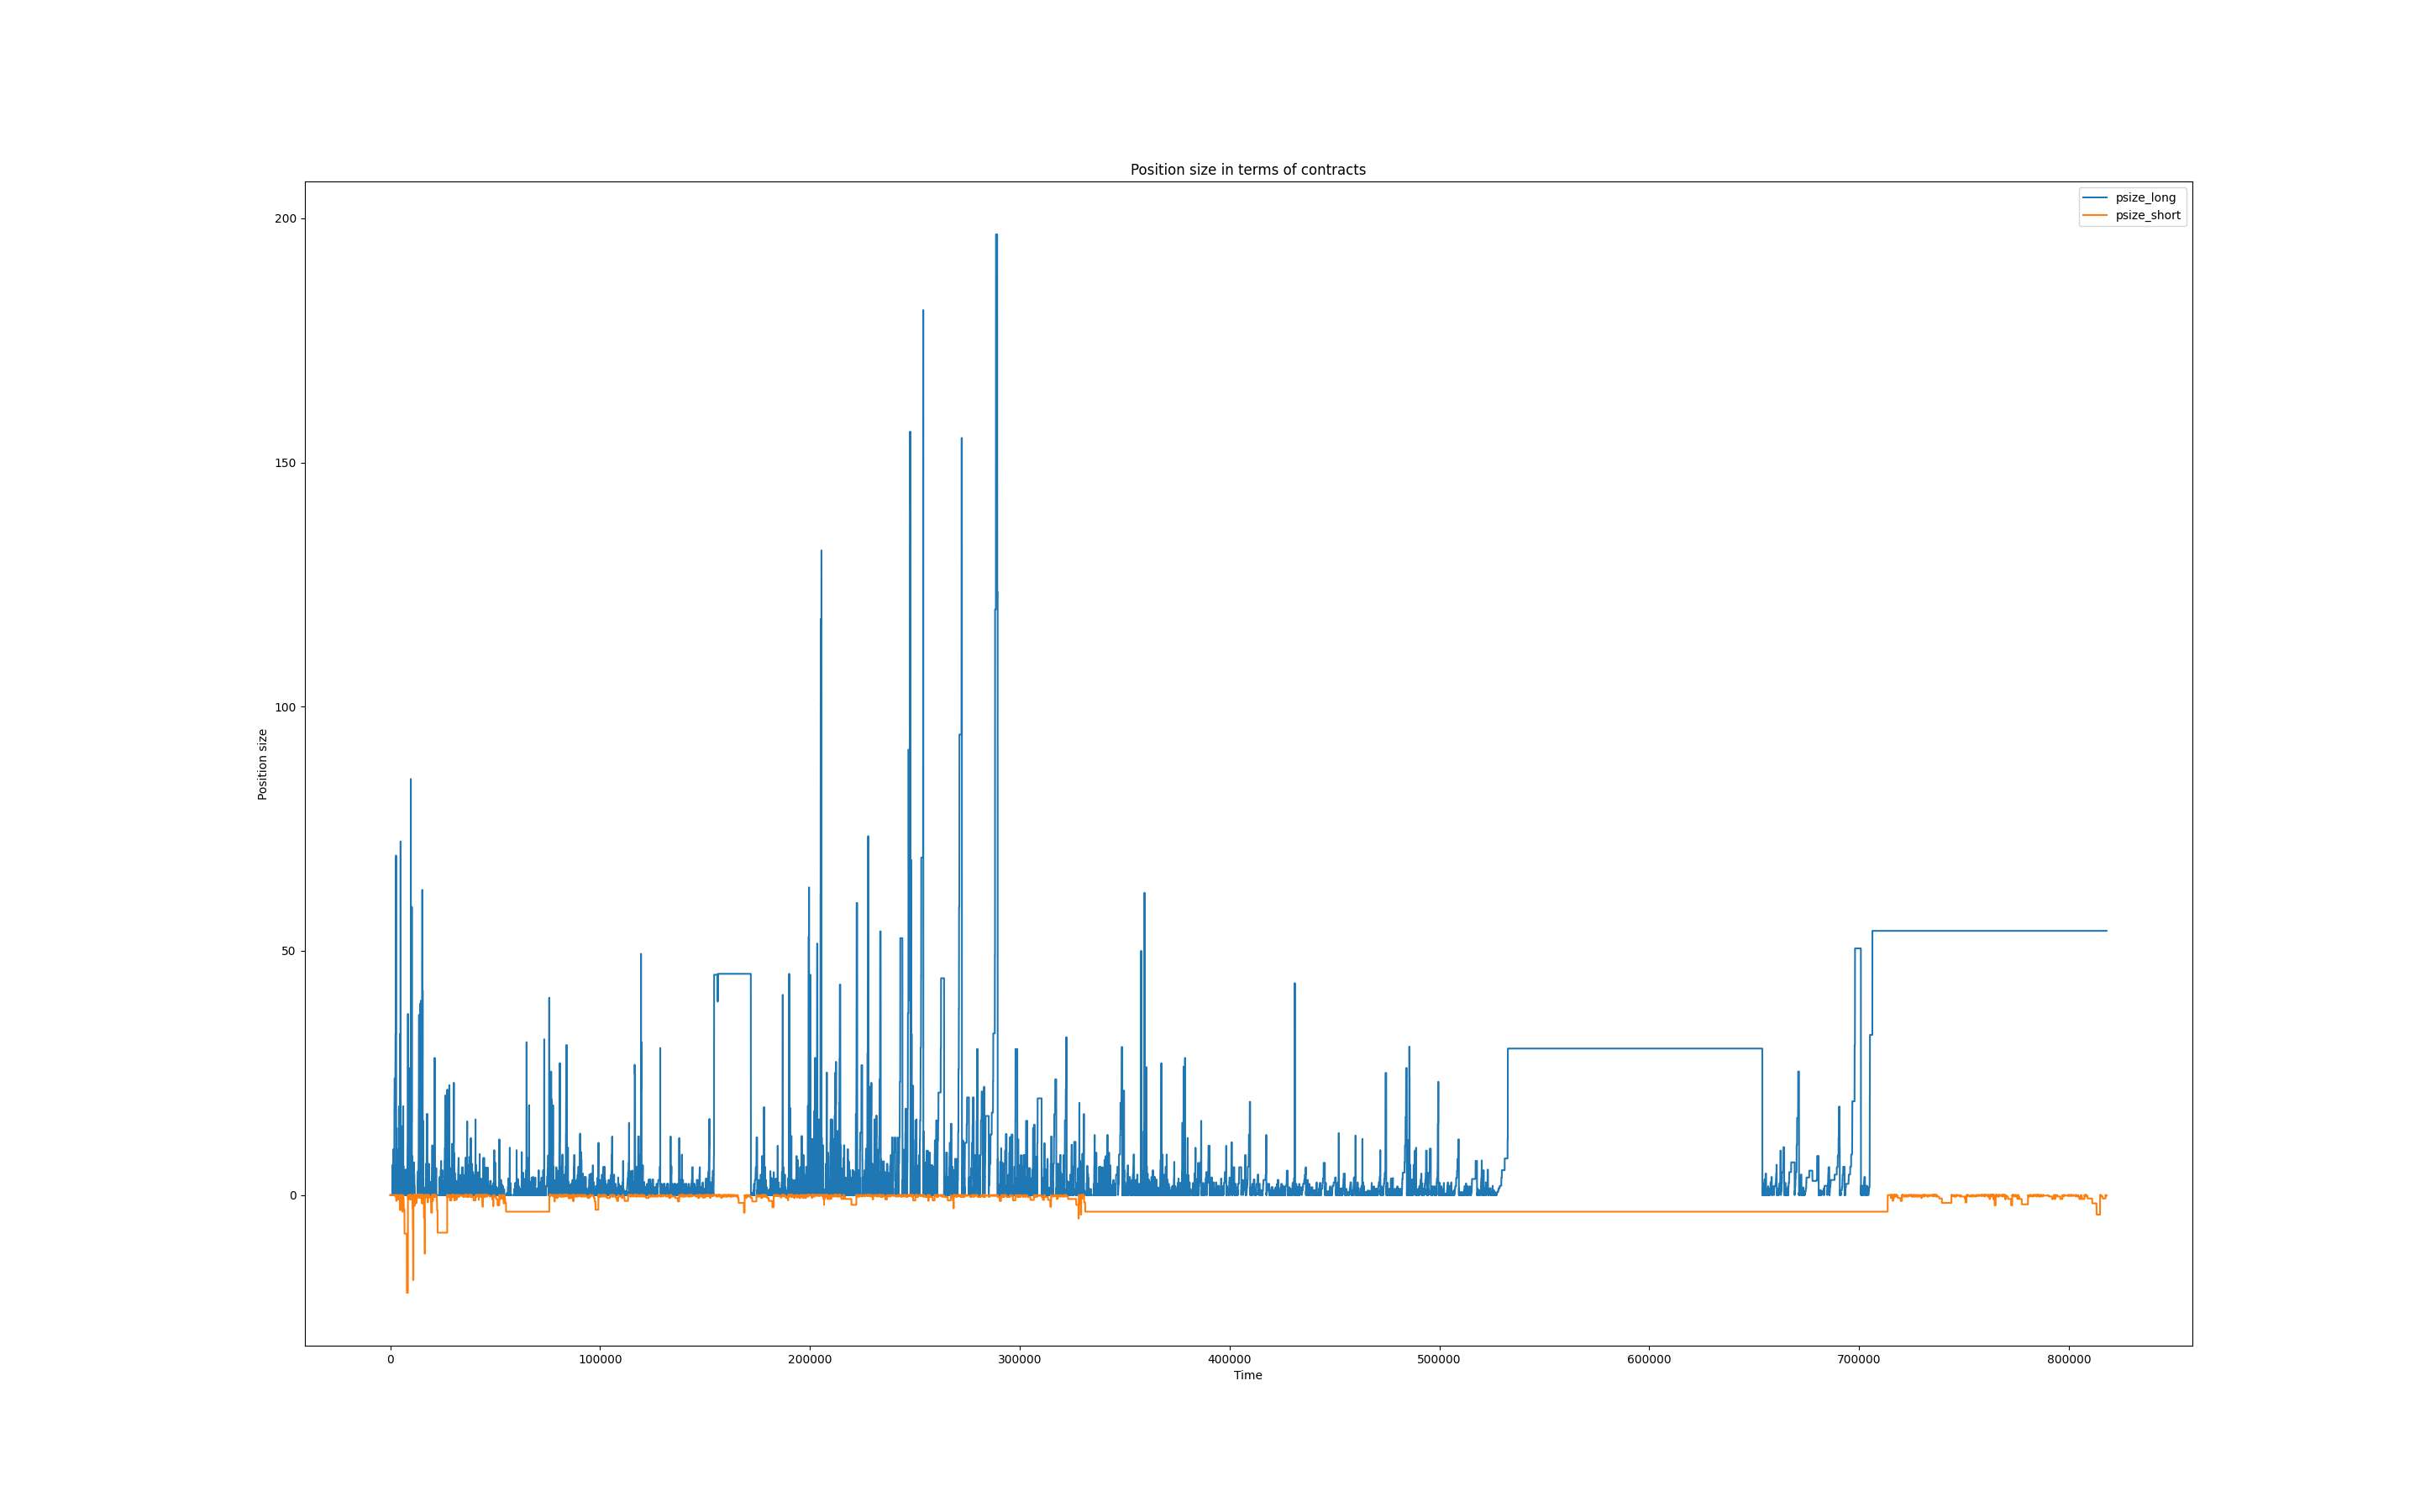 Position size in terms of contracts
psize_long
psize_short
200
150
100
50
0
Position size
0 100000 200000 300000 400000 500000 600000 700000 800000
Time